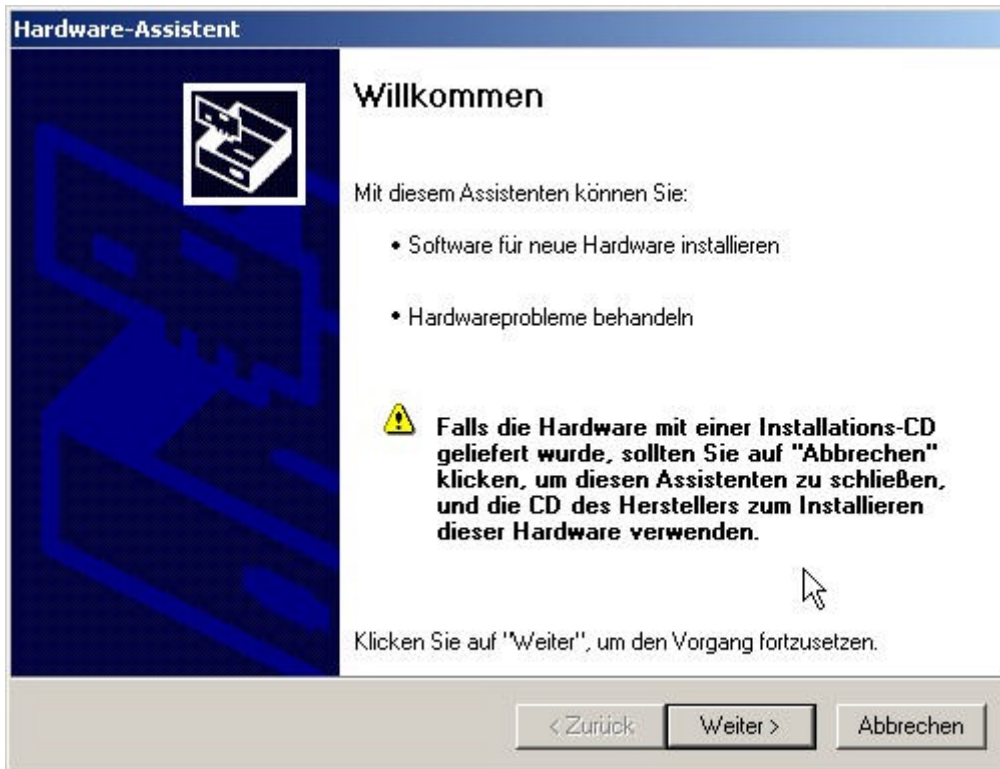 Hardware-Assistent
Willkommen
Mit diesem Assistenten können Sie:
• Software für neue Hardware installieren
• Hardwareprobleme behandeln
Falls die Hardware mit einer Installations-CD
geliefert wurde, sollten Sie auf "Abbrechen"
klicken, um diesen Assistenten zu schließen,
und die CD des Herstellers zum Installieren
dieser Hardware verwenden.
Klicken Sie auf "Weiter", um den Vorgang fortzusetzen.
< Zurück Weiter > Abbrechen